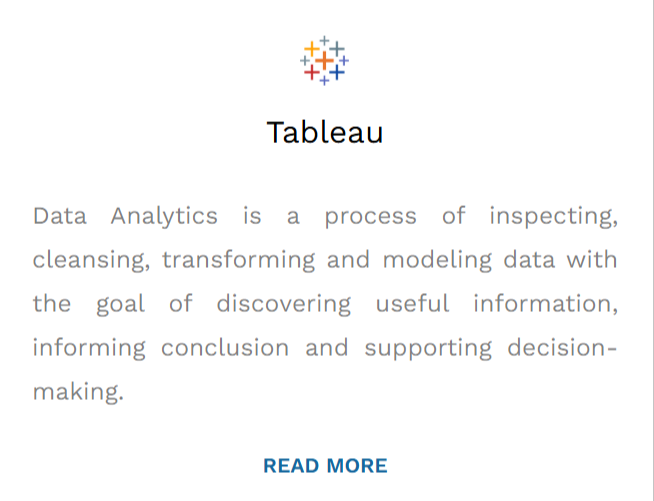 Tableau
Data Analytics is a process of inspecting,
cleansing, transforming and modeling data with
the goal of discovering useful information,
informing conclusion and supporting decision-
making.
READ MORE